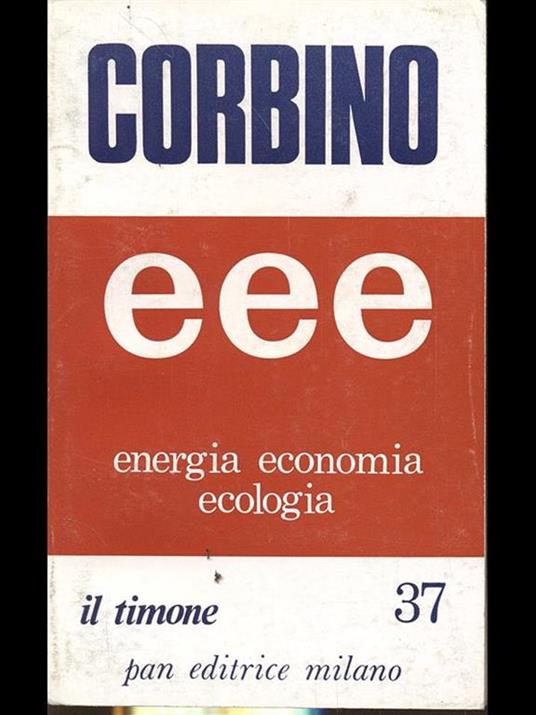 CORBINO
eee
energia economia
ecologia
il timone 37
pan editrice milano